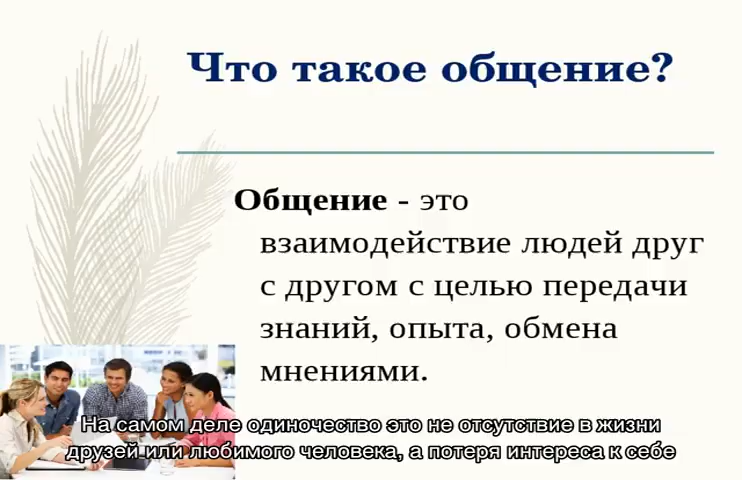 Что такое общение?
Общение - это
взаимодействие людей друг
с другом с целью передачи
знаний, опыта, обмена
мнениями.
На самом деле одиночество это не отсутствие в жизни
друзей или любимого человека, а потеря интереса к себе